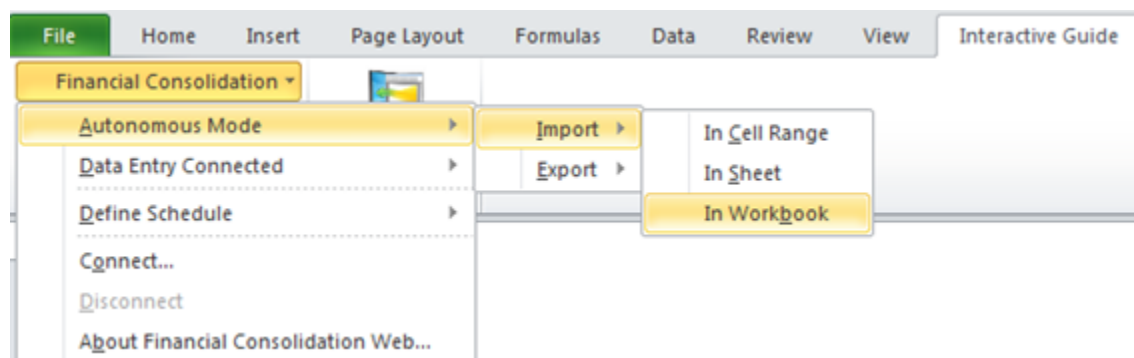 File Home Insert Page Layout Formulas Data Review View Interactive Guide
Financial Consolidation
Autonomous Mode
Import
In Cell Range
Data Entry Connected
Export
In Sheet
Define Schedule
In Workbook
Connect...
Disconnect
About Financial Consolidation Web...